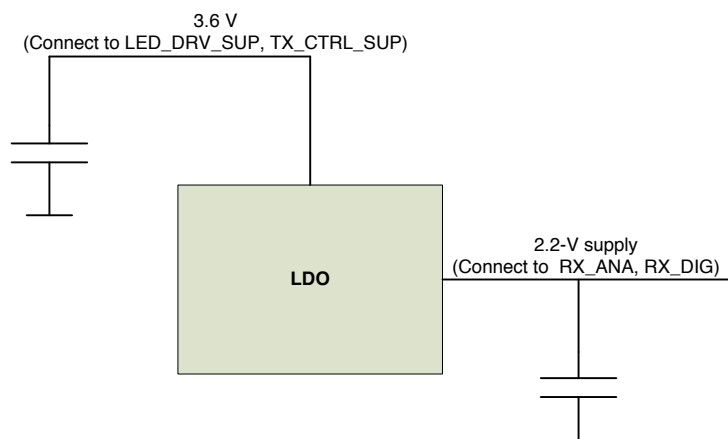 3.6 V
(Connect to LED_DRV_SUP, TX_CTRL_SUP)
LDO
2.2-V supply
(Connect to RX_ANA, RX_DIG)